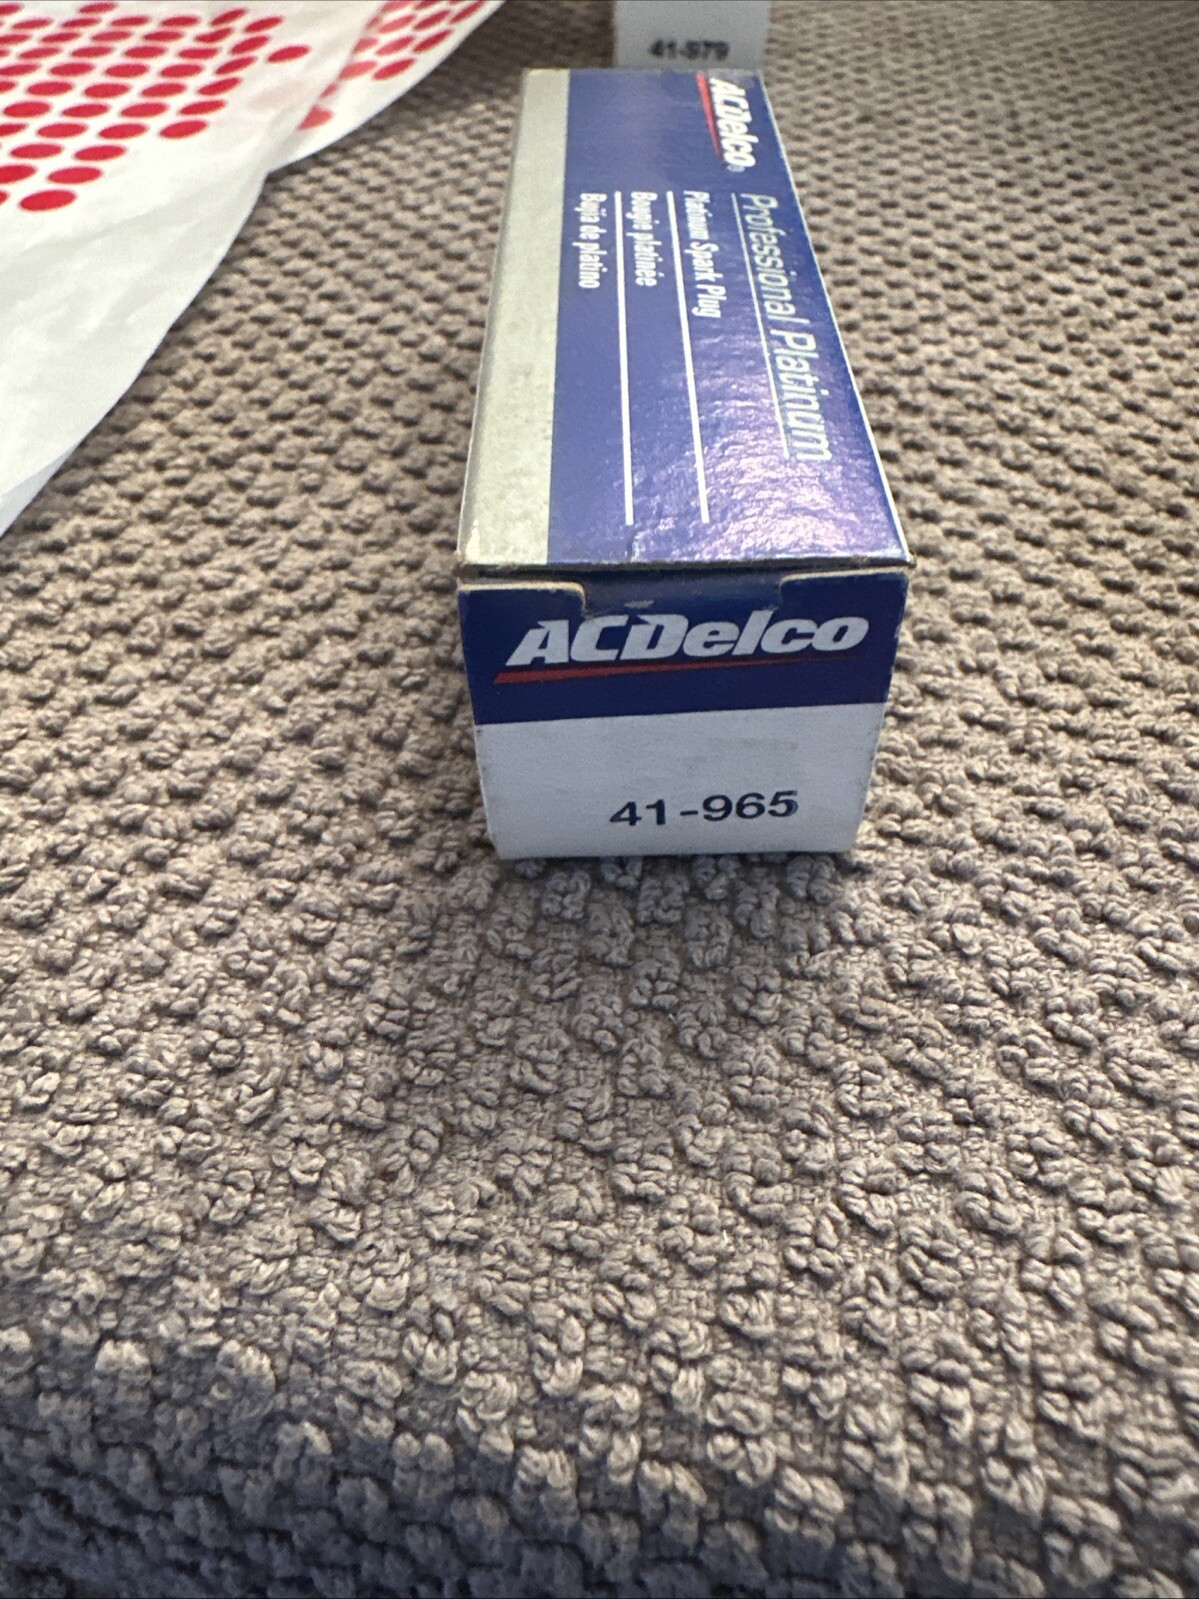 41-979
ACDelco®
Professional Platinum
Platinum Spark Plug
Bougie platinée
Bujía de platino
ACDelco
41-965